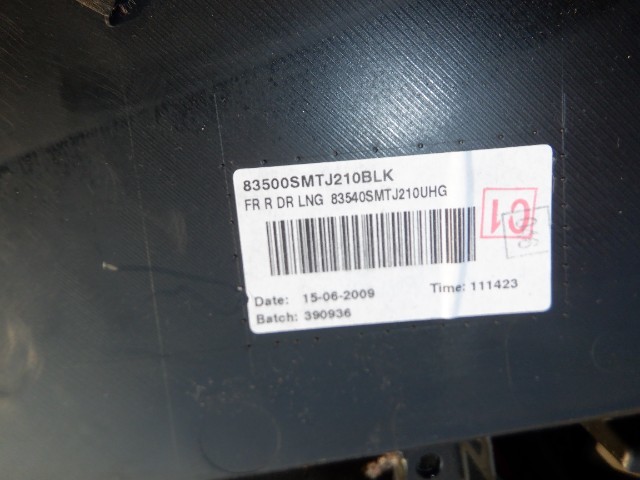 83500SMTJ210BLK
FR R DR LNG 83540SMTJ210UHG
01
Date: 15-06-2009 Time: 111423
Batch: 390936